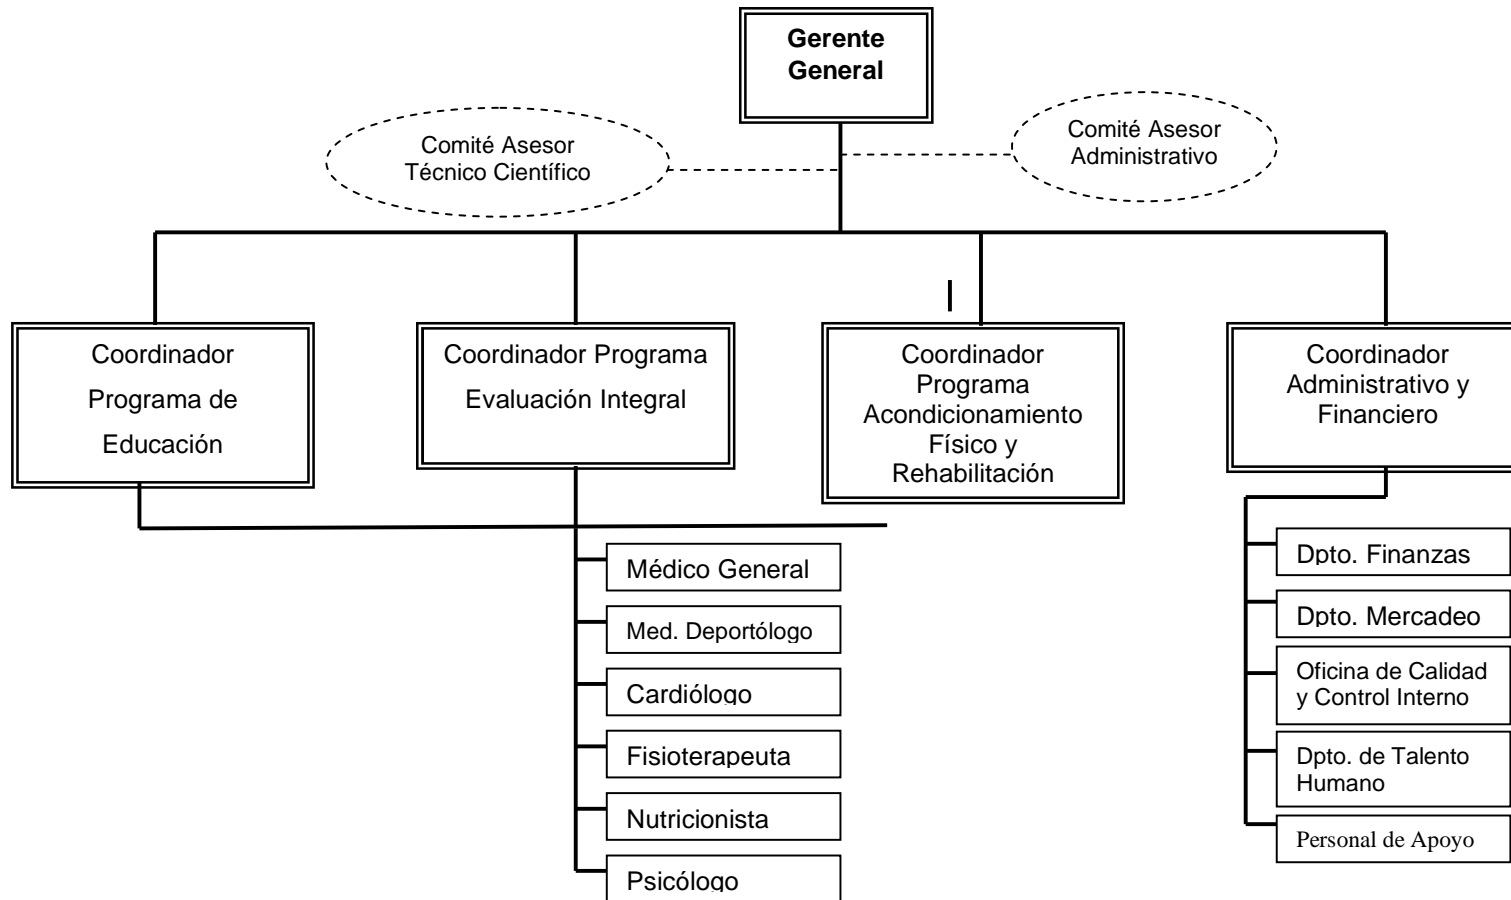 Gerente
General
Comité Asesor
Técnico Científico
Comité Asesor
Administrativo
Coordinador
Programa de
Educación
Coordinador Programa
Evaluación Integral
Coordinador
Programa
Acondicionamiento
Físico y
Rehabilitación
Coordinador
Administrativo y
Financiero
Médico General
Med. Deportólogo
Cardiólogo
Fisioterapeuta
Nutricionista
Psicólogo
Dpto. Finanzas
Dpto. Mercadeo
Oficina de Calidad
y Control Interno
Dpto. de Talento
Humano
Personal de Apoyo